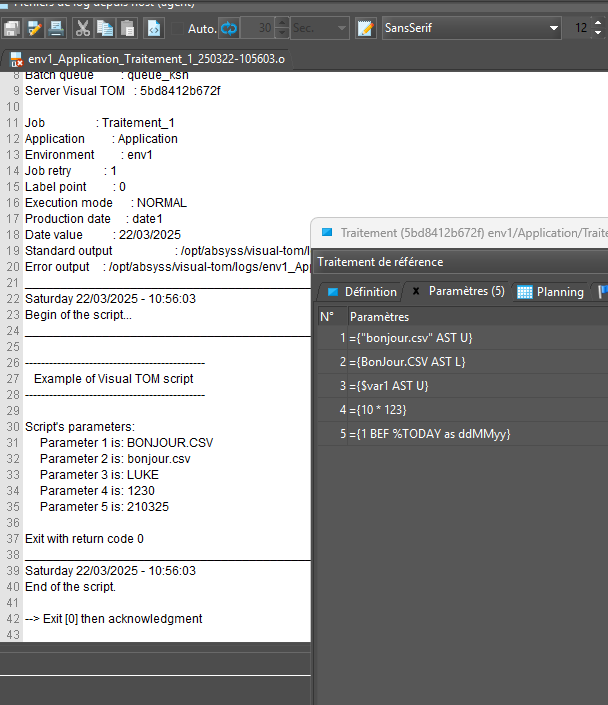 Fichiers de log depuis host (agent)
Auto. 30 Sec. SansSerif 12
env1_Application_Traitement_1_250322-105603.o
8 Batch queue : queue_ksh
9 Server Visual TOM : 5bd8412b672f
10
11 Job : Traitement_1
12 Application : Application
13 Environment : env1
14 Job retry : 1
15 Label point : 0
16 Execution mode : NORMAL
17 Production date : date1
18 Date value : 22/03/2025
19 Standard output : /opt/absyss/visual-tom/l
20 Error output : /opt/absyss/visual-tom/logs/env1_Ap
21
22 Saturday 22/03/2025 - 10:56:03
23 Begin of the script...
24
25
26 ---------------------------------------------
27 Example of Visual TOM script
28 ---------------------------------------------
29
30 Script's parameters:
31 Parameter 1 is: BONJOUR.CSV
32 Parameter 2 is: bonjour.csv
33 Parameter 3 is: LUKE
34 Parameter 4 is: 1230
35 Parameter 5 is: 210325
36
37 Exit with return code 0
38
39 Saturday 22/03/2025 - 10:56:03
40 End of the script.
41
42 --> Exit [0] then acknowledgment
43
Traitement (5bd8412b672f) env1/Application/Traite
Traitement de référence
Définition Paramètres (5) Planning
N° Paramètres
1 ={"bonjour.csv" AST U}
2 ={BonJour.CSV AST L}
3 ={$var1 AST U}
4 ={10 * 123}
5 ={1 BEF %TODAY as ddMMyy}